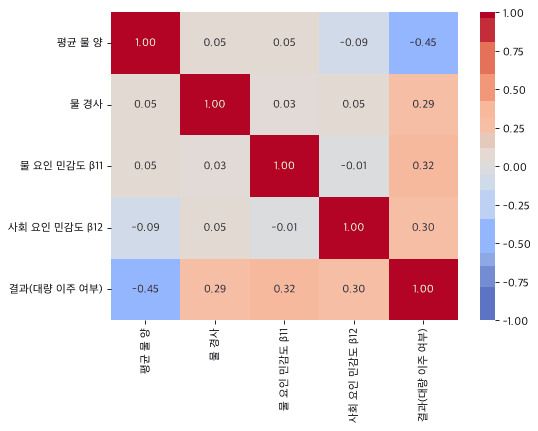 평균 물 양 1.00 0.05 0.05 -0.09 -0.45
물 경사 0.05 1.00 0.03 0.05 0.29
물 요인 민감도 β11 0.05 0.03 1.00 -0.01 0.32
사회 요인 민감도 β12 -0.09 0.05 -0.01 1.00 0.30
결과(대량 이주 여부) -0.45 0.29 0.32 0.30 1.00
평균 물 양
물 경사
물 요인 민감도 β11
사회 요인 민감도 β12
결과(대량 이주 여부)
1.00
0.75
0.50
0.25
0.00
-0.25
-0.50
-0.75
-1.00